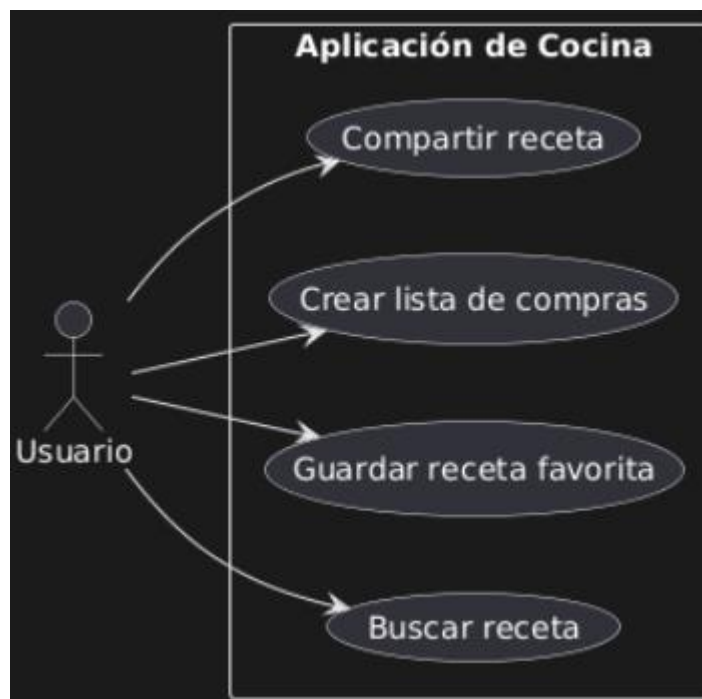 Aplicación de Cocina
Compartir receta
Crear lista de compras
Usuario
Guardar receta favorita
Buscar receta